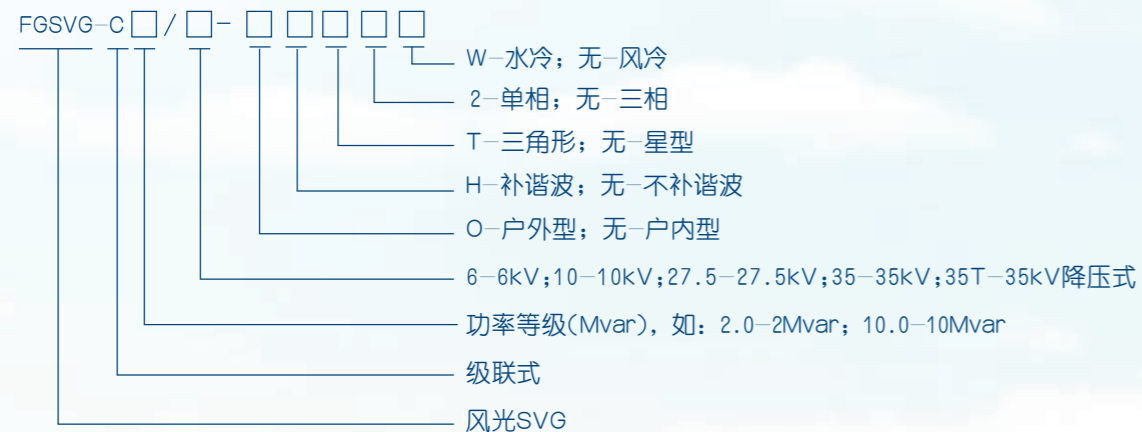 FGSVG-C□/□-□□□□□
W-水冷；无-风冷
2-单相；无-三相
T-三角形；无-星型
H-补谐波；无-不补谐波
O-户外型；无-户内型
6-6kV;10-10kV;27.5-27.5kV;35-35kV;35T-35kV降压式
功率等级(Mvar)，如：2.0-2Mvar；10.0-10Mvar
级联式
风光SVG